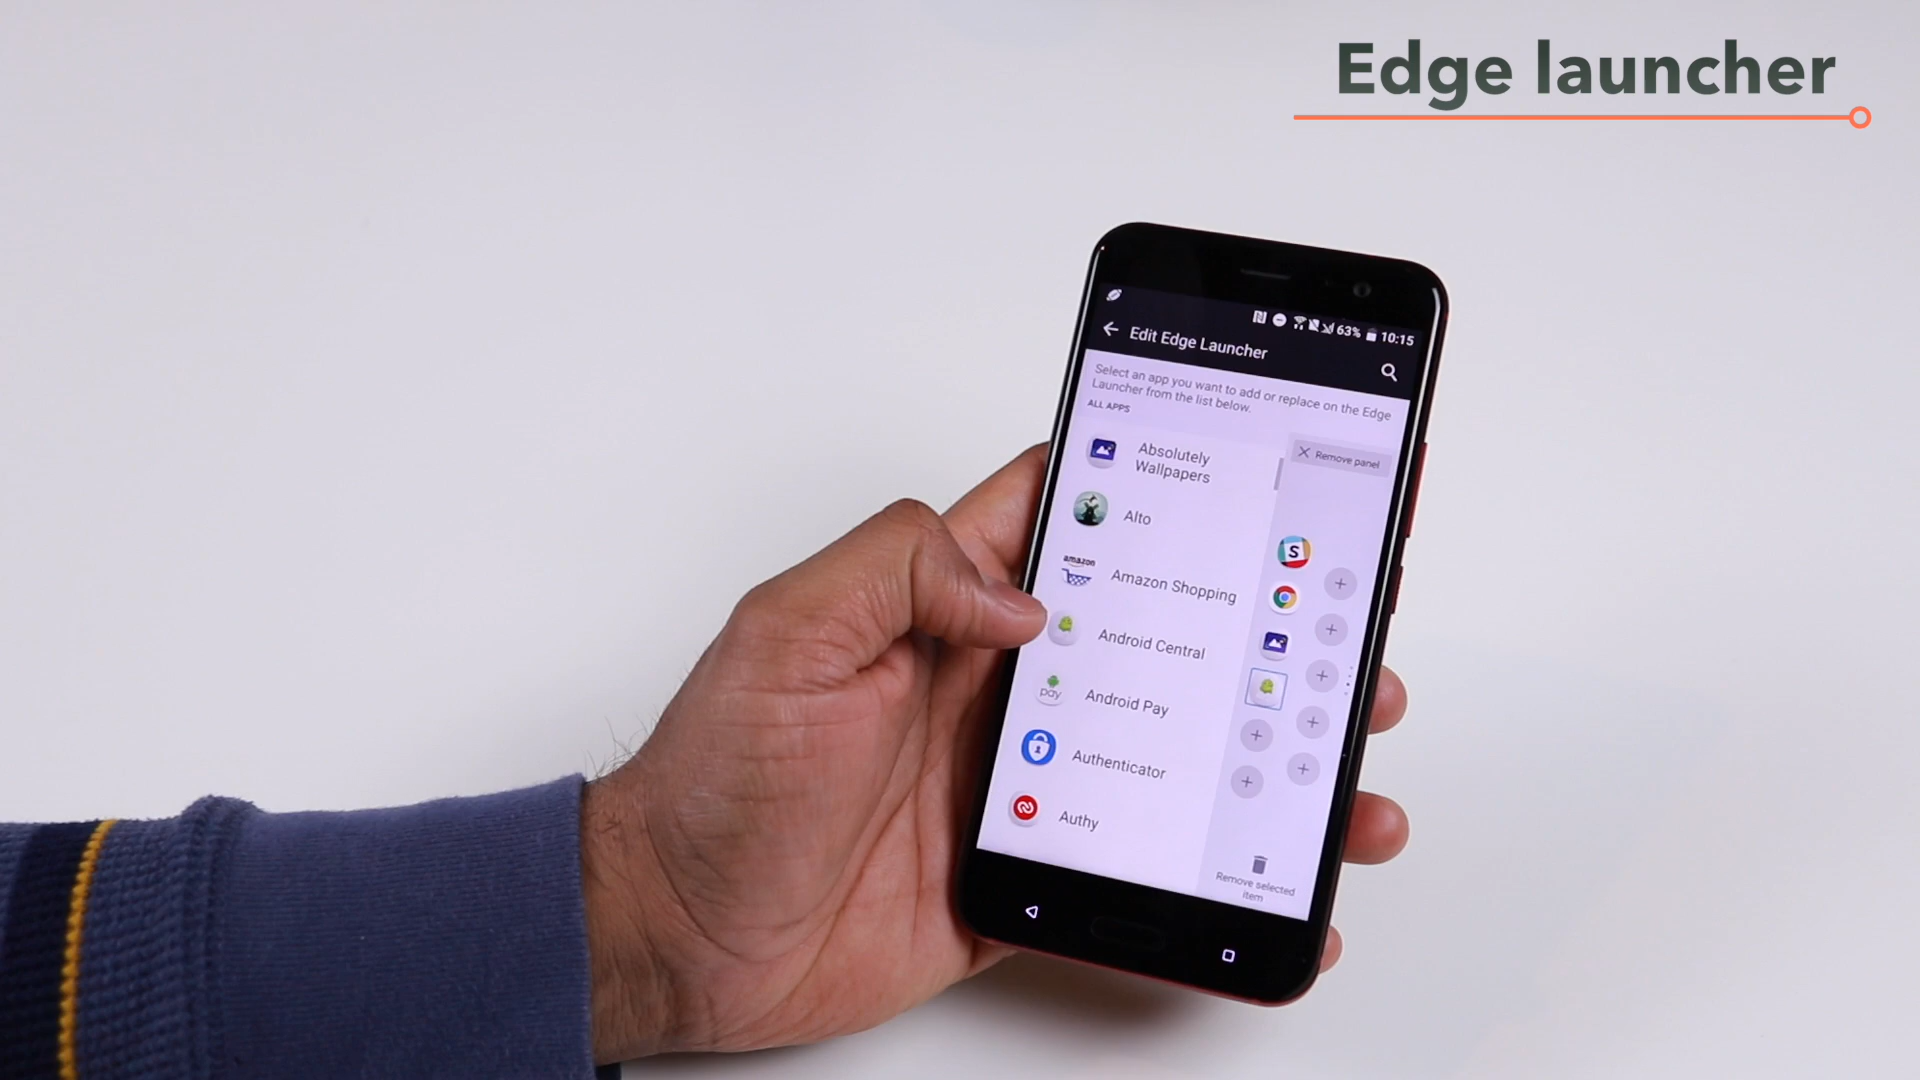 Edge launcher
63% 10:15
Edit Edge Launcher
Select an app you want to add or replace on the Edge
Launcher from the list below.
ALL APPS
Remove panel
Absolutely
Wallpapers
Alto
S
amazon
Amazon Shopping
Android Central
pay
Android Pay
Authenticator
Authy
Remove selected
item